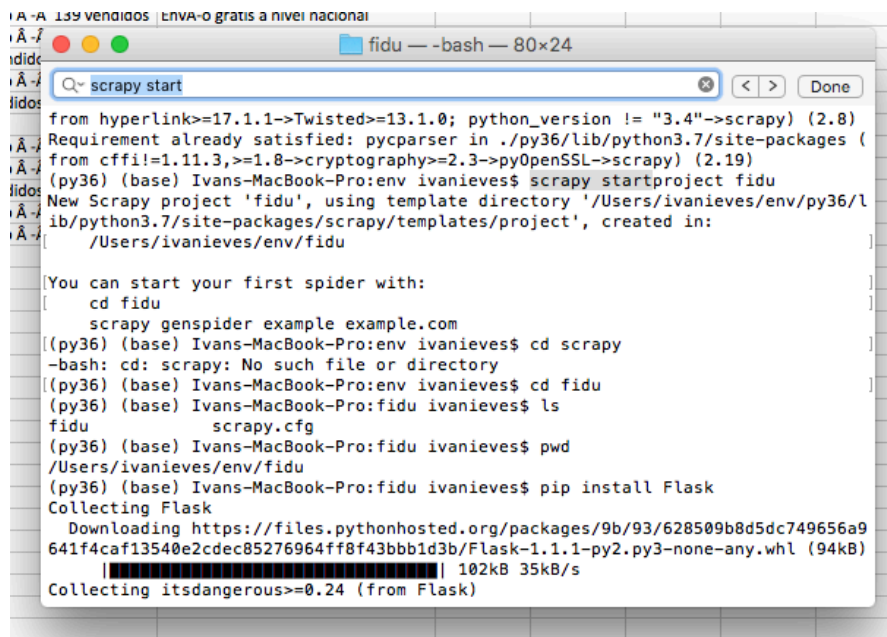 139 vendidos EnvÃ-o gratis a nivel nacional
fidu — -bash — 80×24
scrapy start
Done
from hyperlink>=17.1.1->Twisted>=13.1.0; python_version != "3.4"->scrapy) (2.8)
Requirement already satisfied: pycparser in ./py36/lib/python3.7/site-packages (
from cffi!=1.11.3,>=1.8->cryptography>=2.3->pyOpenSSL->scrapy) (2.19)
(py36) (base) Ivans-MacBook-Pro:env ivanieves$ scrapy startproject fidu
New Scrapy project 'fidu', using template directory '/Users/ivanieves/env/py36/l
ib/python3.7/site-packages/scrapy/templates/project', created in:
[    /Users/ivanieves/env/fidu ]
[You can start your first spider with: ]
[    cd fidu ]
    scrapy genspider example example.com
[(py36) (base) Ivans-MacBook-Pro:env ivanieves$ cd scrapy ]
-bash: cd: scrapy: No such file or directory
[(py36) (base) Ivans-MacBook-Pro:env ivanieves$ cd fidu ]
(py36) (base) Ivans-MacBook-Pro:fidu ivanieves$ ls
fidu            scrapy.cfg
(py36) (base) Ivans-MacBook-Pro:fidu ivanieves$ pwd
/Users/ivanieves/env/fidu
(py36) (base) Ivans-MacBook-Pro:fidu ivanieves$ pip install Flask
Collecting Flask
  Downloading https://files.pythonhosted.org/packages/9b/93/628509b8d5dc749656a9
641f4caf13540e2cdec85276964ff8f43bbb1d3b/Flask-1.1.1-py2.py3-none-any.whl (94kB)
| 102kB 35kB/s
Collecting itsdangerous>=0.24 (from Flask)